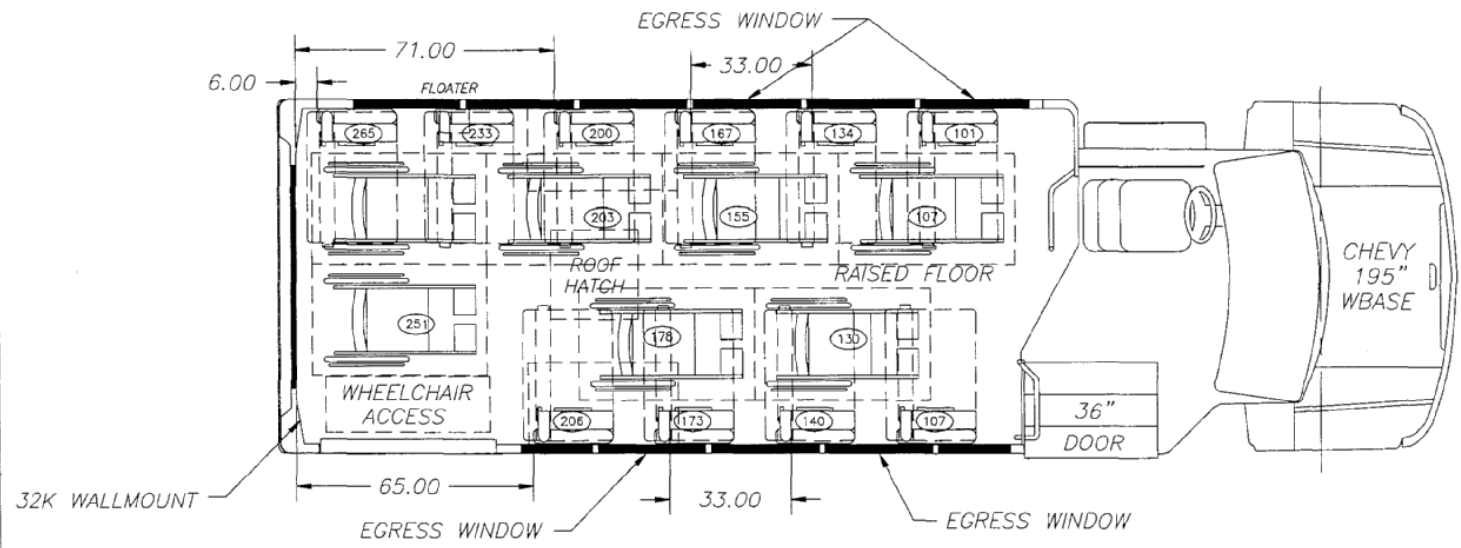 EGRESS WINDOW
71.00
33.00
6.00
FLOATER
265
233
200
167
134
101
203
155
107
ROOF
HATCH
RAISED FLOOR
CHEVY
195"
WBASE
251
178
130
WHEELCHAIR
ACCESS
206
173
140
107
36"
DOOR
32K WALLMOUNT
65.00
33.00
EGRESS WINDOW
EGRESS WINDOW